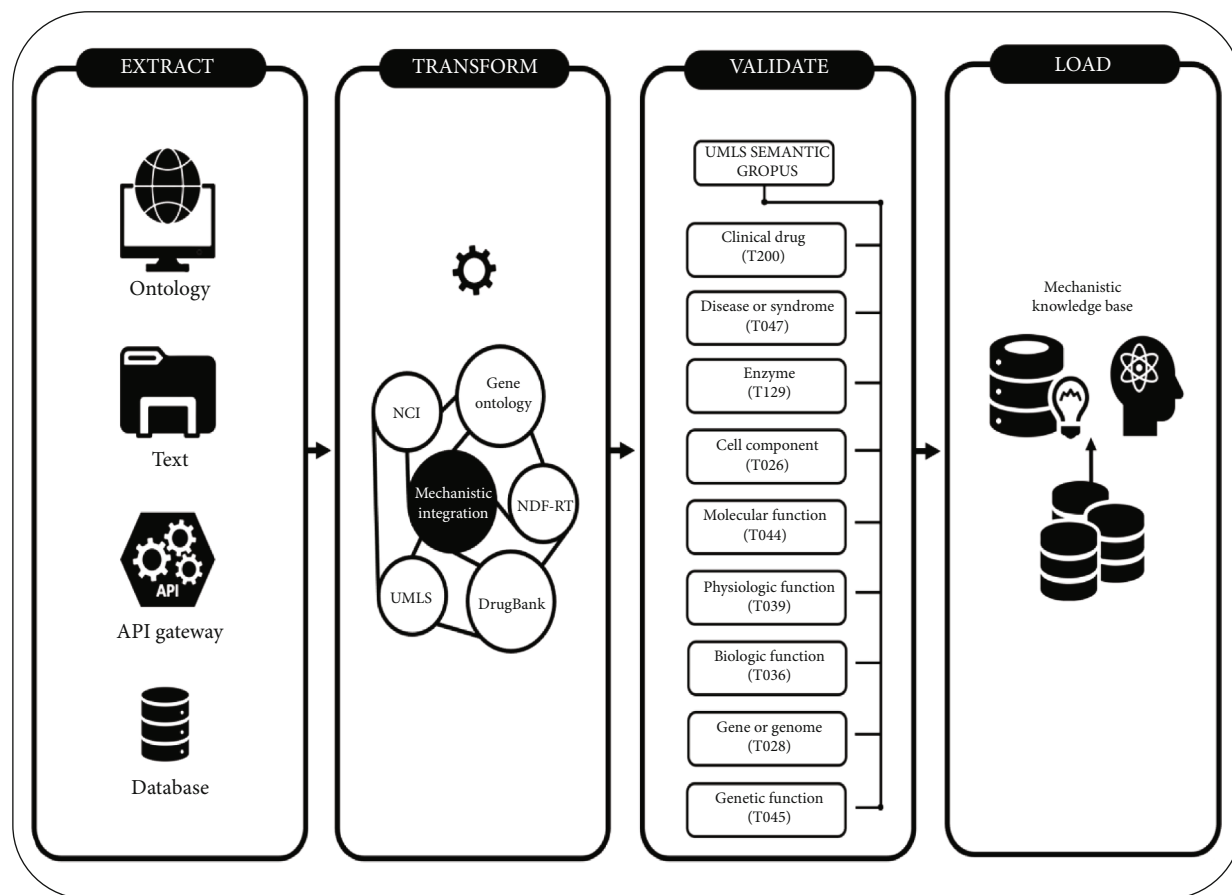 EXTRACT
Ontology
Text
API
API gateway
Database
TRANSFORM
Gene
ontology
NCI
Mechanistic
integration
NDF-RT
UMLS
DrugBank
VALIDATE
UMLS SEMANTIC
GROPUS
Clinical drug
(T200)
Disease or syndrome
(T047)
Enzyme
(T129)
Cell component
(T026)
Molecular function
(T044)
Physiologic function
(T039)
Biologic function
(T036)
Gene or genome
(T028)
Genetic function
(T045)
LOAD
Mechanistic
knowledge base